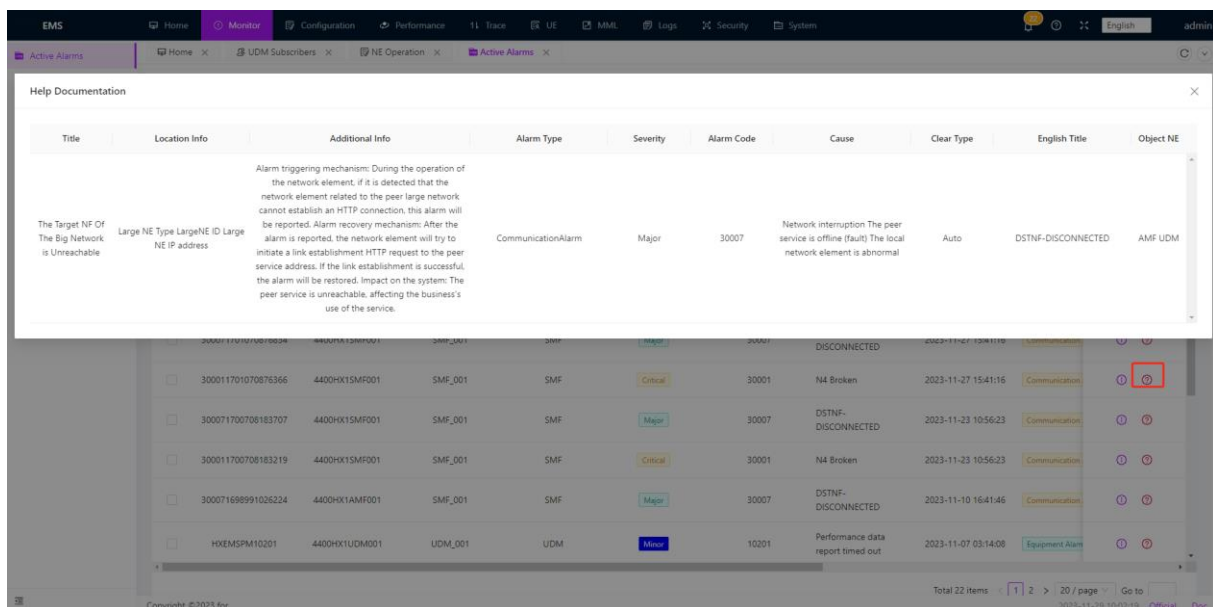 EMS Home Monitor Configuration Performance Trace UE MML Logs Security System 22 English admin
Active Alarms Home UDM Subscribers NE Operation Active Alarms
Help Documentation
Title Location Info Additional Info Alarm Type Severity Alarm Code Cause Clear Type English Title Object NE
The Target NF Of
The Big Network
is Unreachable
Large NE Type LargeNE ID Large
NE IP address
Alarm triggering mechanism: During the operation of
the network element, if it is detected that the
network element related to the peer large network
cannot establish an HTTP connection, this alarm will
be reported. Alarm recovery mechanism: After the
alarm is reported, the network element will try to
initiate a link establishment HTTP request to the peer
service address. If the link establishment is successful,
the alarm will be restored. Impact on the system: The
peer service is unreachable, affecting the business's
use of the service.
CommunicationAlarm
Major
30007
Network interruption The peer
service is offline (fault) The local
network element is abnormal
Auto
DSTNF-DISCONNECTED
AMF UDM
DISCONNECTED
300011701070876366 4400HX1SMF001 SMF_001 SMF Critical 30001 N4 Broken 2023-11-27 15:41:16 Communication
300071700708183707 4400HX1SMF001 SMF_001 SMF Major 30007 DSTNF-
DISCONNECTED 2023-11-23 10:56:23 Communication
300011700708183219 4400HX1SMF001 SMF_001 SMF Critical 30001 N4 Broken 2023-11-23 10:56:23 Communication
300071698991026224 4400HX1AMF001 SMF_001 SMF Major 30007 DSTNF-
DISCONNECTED 2023-11-10 16:41:46 Communication
HXEMSPM10201 4400HX1UDM001 UDM_001 UDM Minor 10201 Performance data
report timed out 2023-11-07 03:14:08 Equipment Alarm
Total 22 items < 1 2 > 20 / page Go to
Copyright ©2023 for 2023-11-29 10:03:19 Official Doc